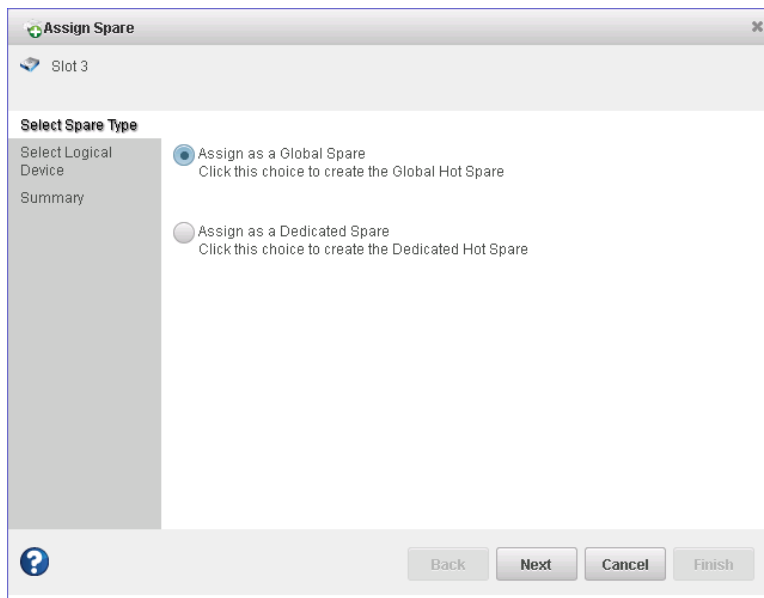 Assign Spare
Slot 3
Select Spare Type
Select Logical
Device
Summary
Assign as a Global Spare
Click this choice to create the Global Hot Spare
Assign as a Dedicated Spare
Click this choice to create the Dedicated Hot Spare
?
Back
Next
Cancel
Finish